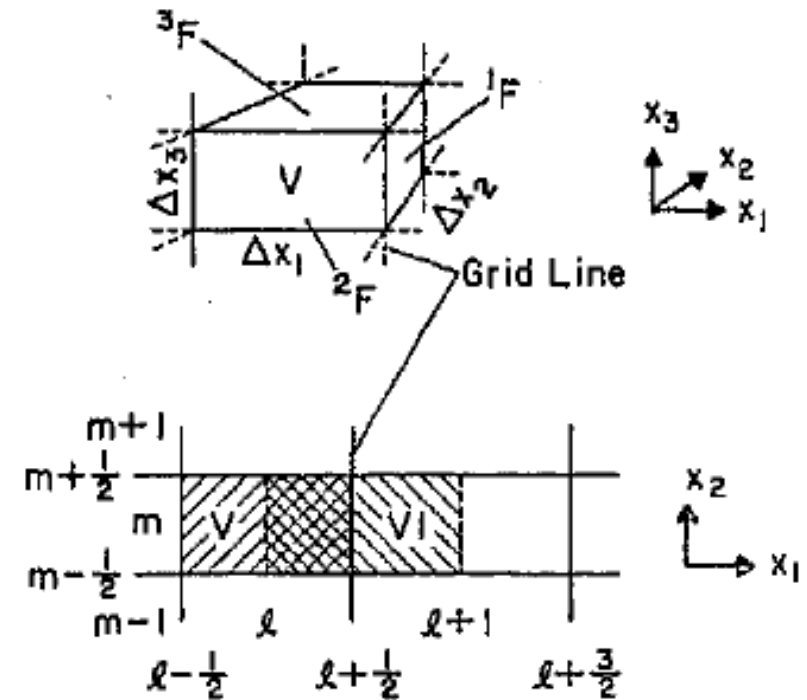 ³F
¹F
V
Δx₃
Δx₂
Δx₁
²F
Grid Line
x₃
x₂
x₁
m+1
m+½
m
V
V1
m-½
m-1
ℓ
ℓ+1
ℓ-½
ℓ+½
ℓ+3/2
x₂
x₁